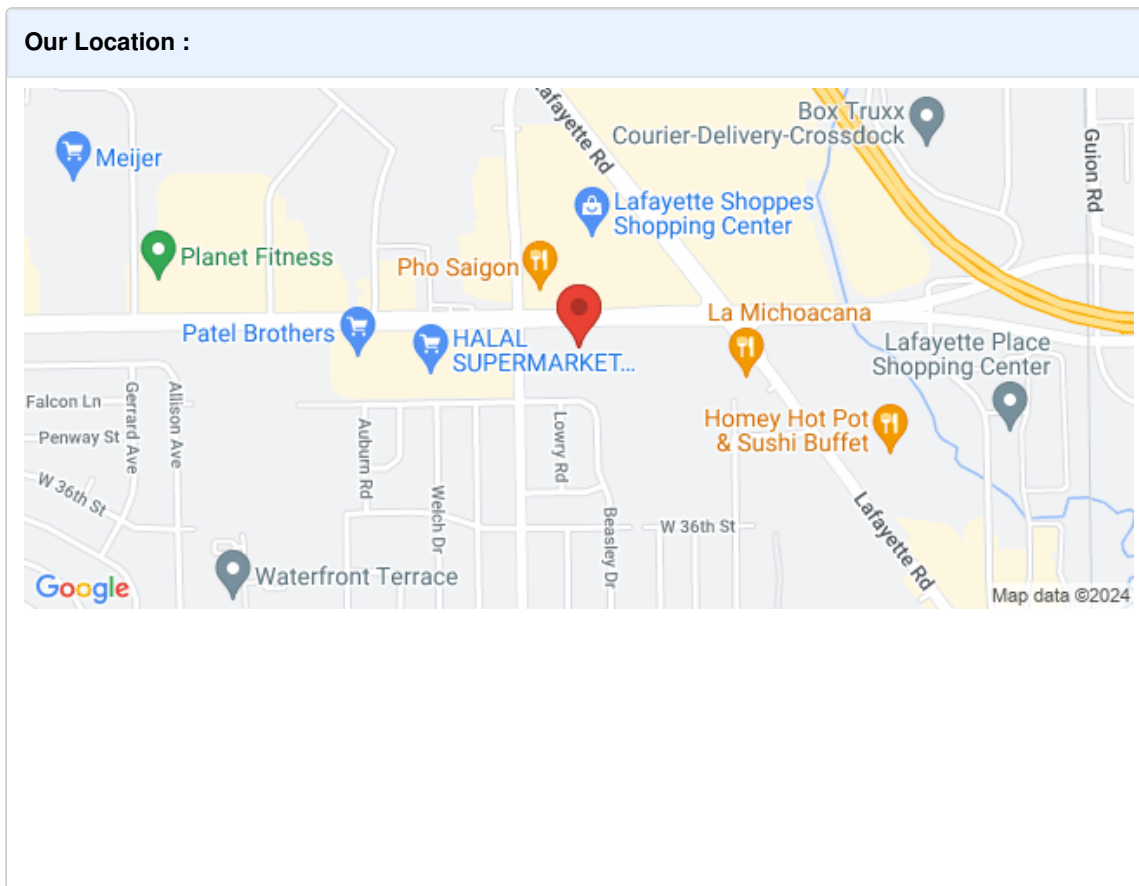 Our Location :
Lafayette Rd
Box Truxx
Courier-Delivery-Crossdock
Guion Rd
Meijer
Lafayette Shoppes
Shopping Center
Planet Fitness
Pho Saigon
La Michoacana
Patel Brothers
HALAL
SUPERMARKET...
Lafayette Place
Shopping Center
Falcon Ln
Gerrard Ave
Allison Ave
Penway St
Auburn Rd
Lowry Rd
Homey Hot Pot
& Sushi Buffet
W 36th St
Welch Dr
Beasley Dr
W 36th St
Lafayette Rd
Waterfront Terrace
Google
Map data ©2024